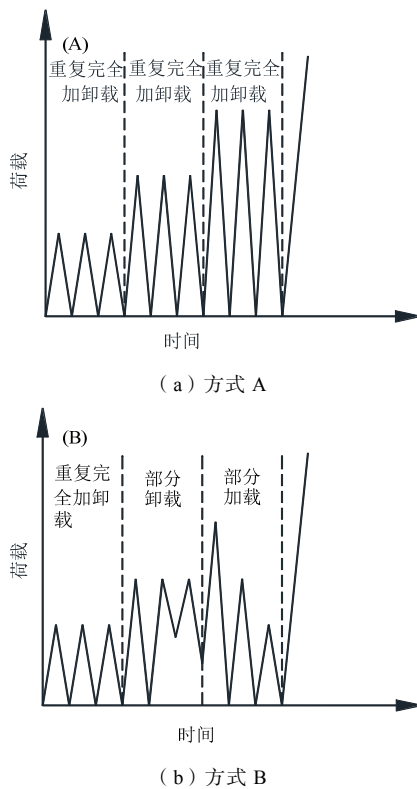 (A)
重复完全 重复完全 重复完全
加卸载 加卸载 加卸载
荷载
时间
（a）方式 A
(B)
重复完
全加卸
载
部分
卸载
部分
加载
荷载
时间
（b）方式 B